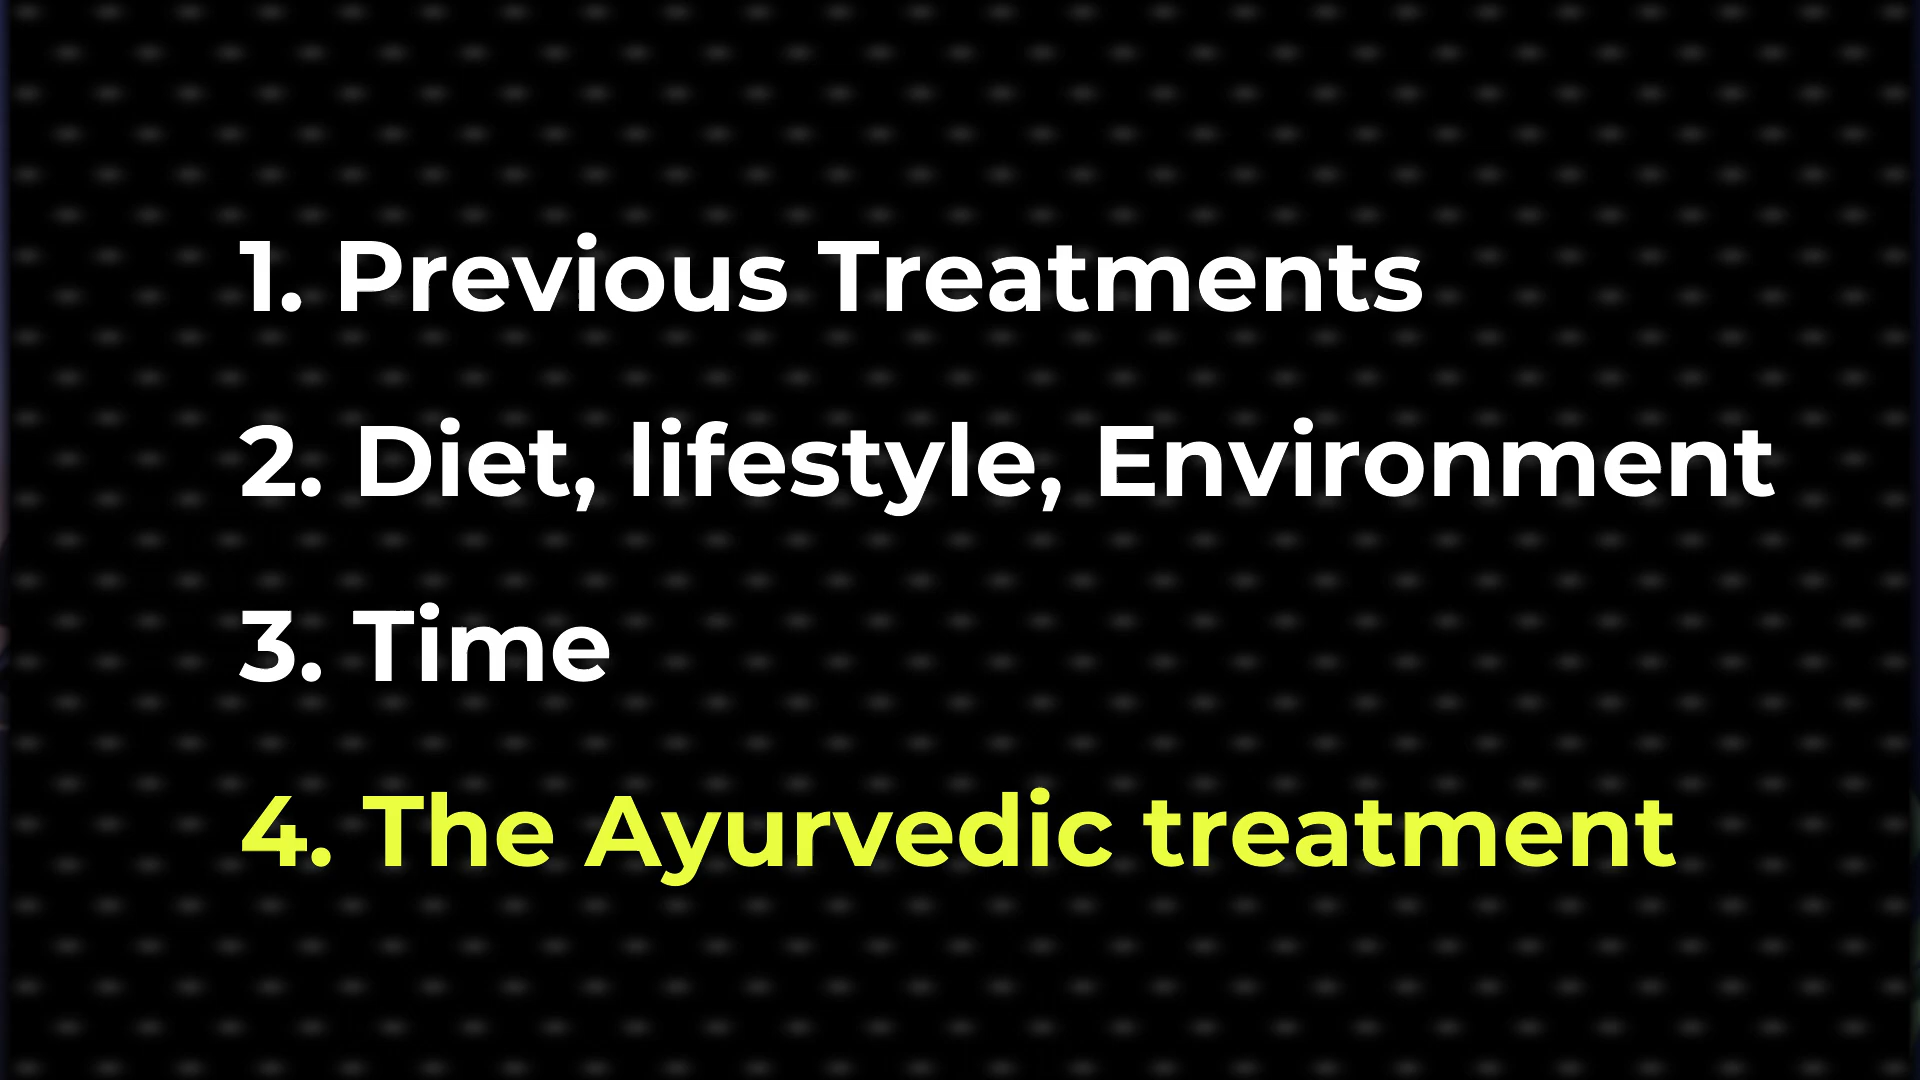 1. Previous Treatments
2. Diet, lifestyle, Environment
3. Time
4. The Ayurvedic treatment